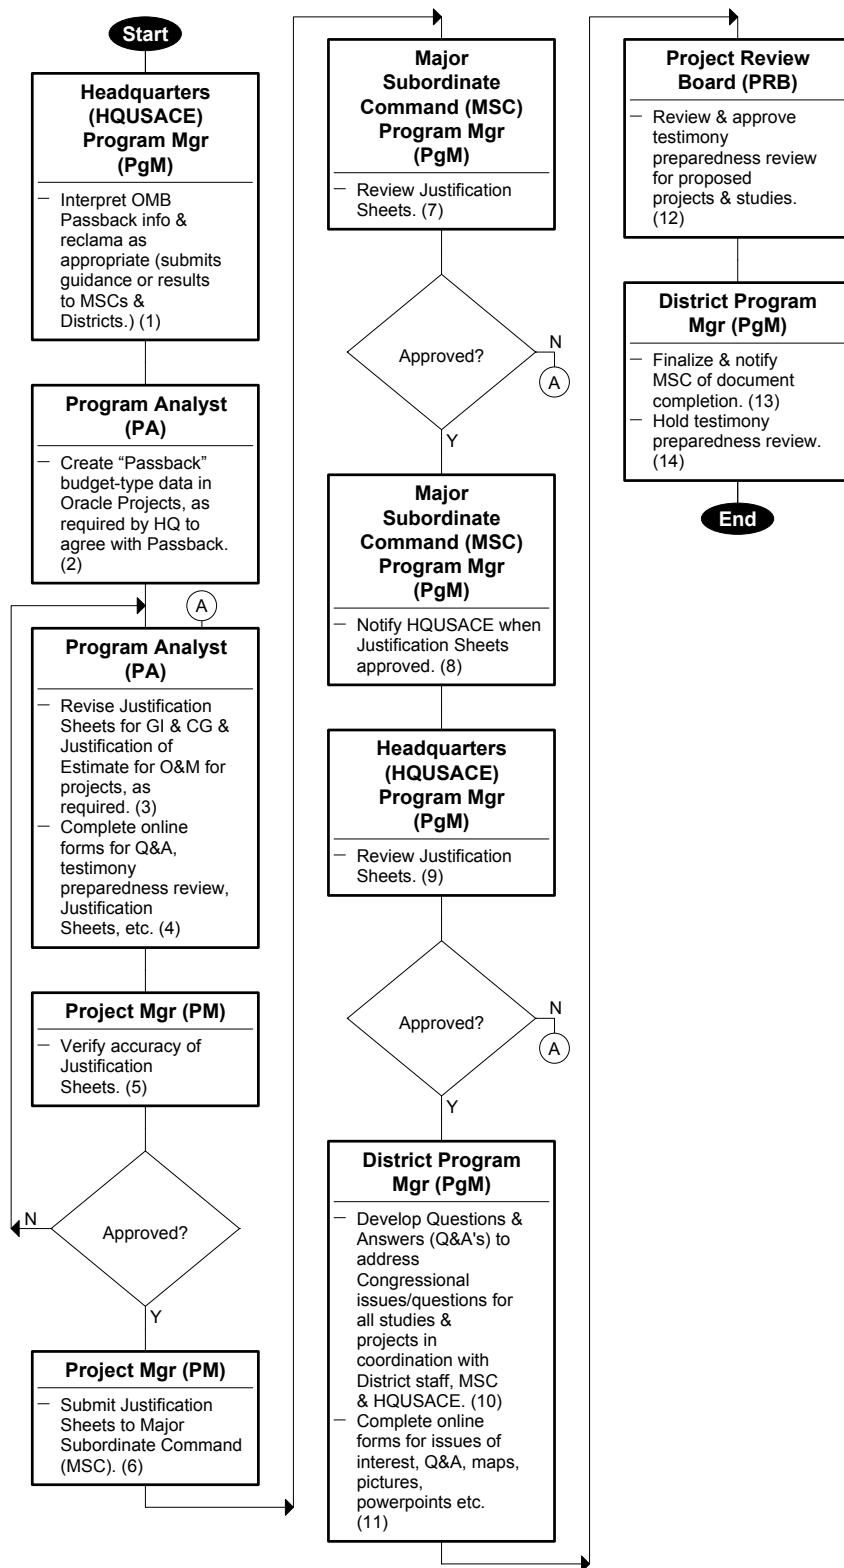 Start
Headquarters
(HQUSACE)
Program Mgr
(PgM)
— Interpret OMB
Passback info &
reclama as
appropriate (submits
guidance or results
to MSCs &
Districts.) (1)
Program Analyst
(PA)
— Create “Passback”
budget-type data in
Oracle Projects, as
required by HQ to
agree with Passback.
(2)
A
Program Analyst
(PA)
— Revise Justification
Sheets for GI & CG &
Justification of
Estimate for O&M for
projects, as
required. (3)
— Complete online
forms for Q&A,
testimony
preparedness review,
Justification
Sheets, etc. (4)
Project Mgr (PM)
— Verify accuracy of
Justification
Sheets. (5)
N
Approved?
Y
Project Mgr (PM)
— Submit Justification
Sheets to Major
Subordinate Command
(MSC). (6)
Major
Subordinate
Command (MSC)
Program Mgr
(PgM)
— Review Justification
Sheets. (7)
Approved?
N
A
Y
Major
Subordinate
Command (MSC)
Program Mgr
(PgM)
— Notify HQUSACE when
Justification Sheets
approved. (8)
Headquarters
(HQUSACE)
Program Mgr
(PgM)
— Review Justification
Sheets. (9)
Approved?
N
A
Y
District Program
Mgr (PgM)
— Develop Questions &
Answers (Q&A's) to
address
Congressional
issues/questions for
all studies &
projects in
coordination with
District staff, MSC
& HQUSACE. (10)
— Complete online
forms for issues of
interest, Q&A, maps,
pictures,
powerpoints etc.
(11)
Project Review
Board (PRB)
— Review & approve
testimony
preparedness review
for proposed
projects & studies.
(12)
District Program
Mgr (PgM)
— Finalize & notify
MSC of document
completion. (13)
— Hold testimony
preparedness review.
(14)
End